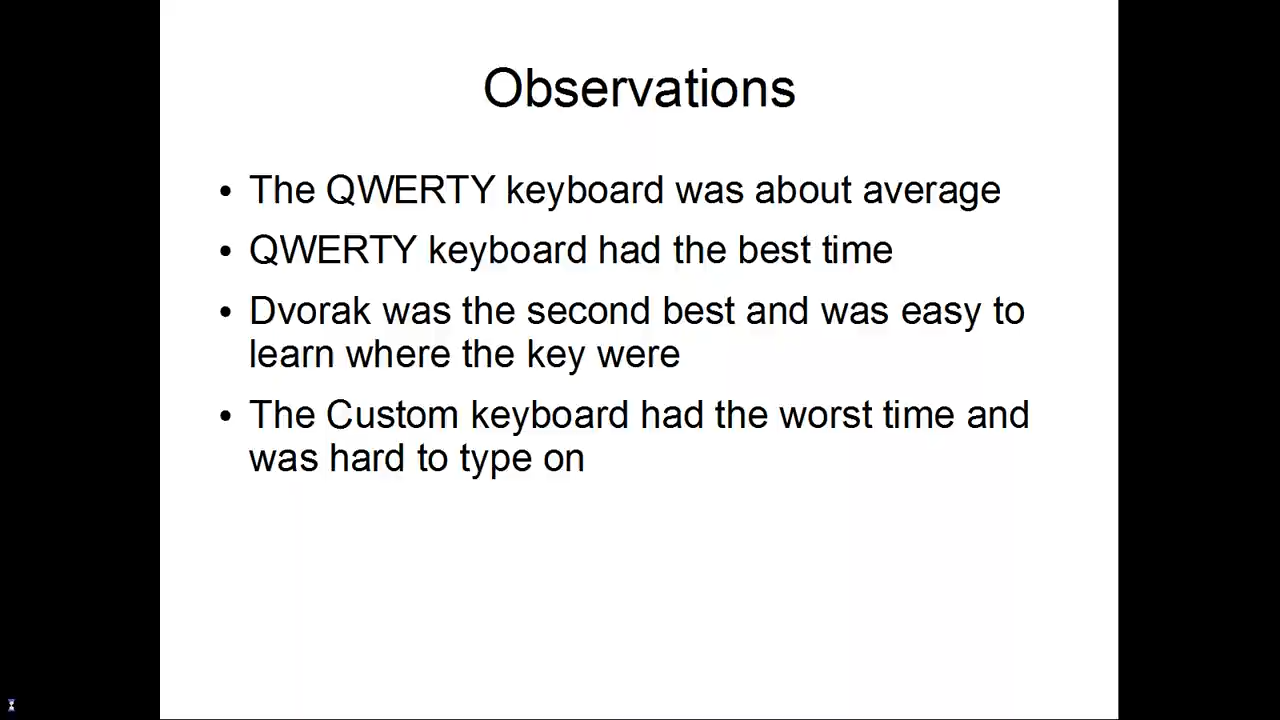 Observations
• The QWERTY keyboard was about average
• QWERTY keyboard had the best time
• Dvorak was the second best and was easy to
learn where the key were
• The Custom keyboard had the worst time and
was hard to type on